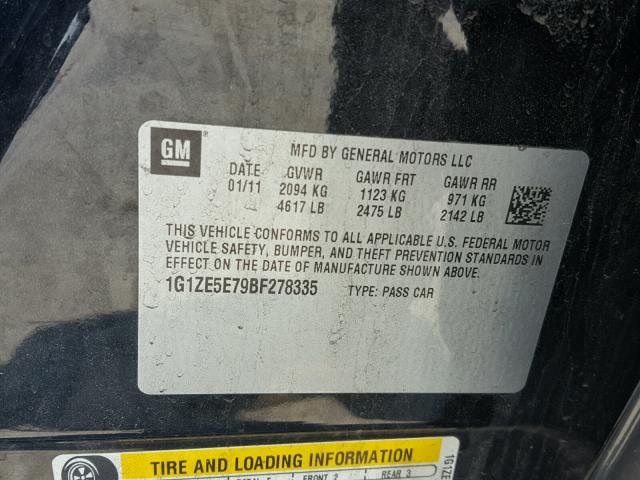 GM
MFD BY GENERAL MOTORS LLC
DATE GVWR GAWR FRT GAWR RR
01/11 2094 KG 1123 KG 971 KG
4617 LB 2475 LB 2142 LB
THIS VEHICLE CONFORMS TO ALL APPLICABLE U.S. FEDERAL MOTOR
VEHICLE SAFETY, BUMPER, AND THEFT PREVENTION STANDARDS IN
EFFECT ON THE DATE OF MANUFACTURE SHOWN ABOVE.
1G1ZE5E79BF278335 TYPE: PASS CAR
TIRE AND LOADING INFORMATION
FRONT 2 REAR 3
1G1ZE